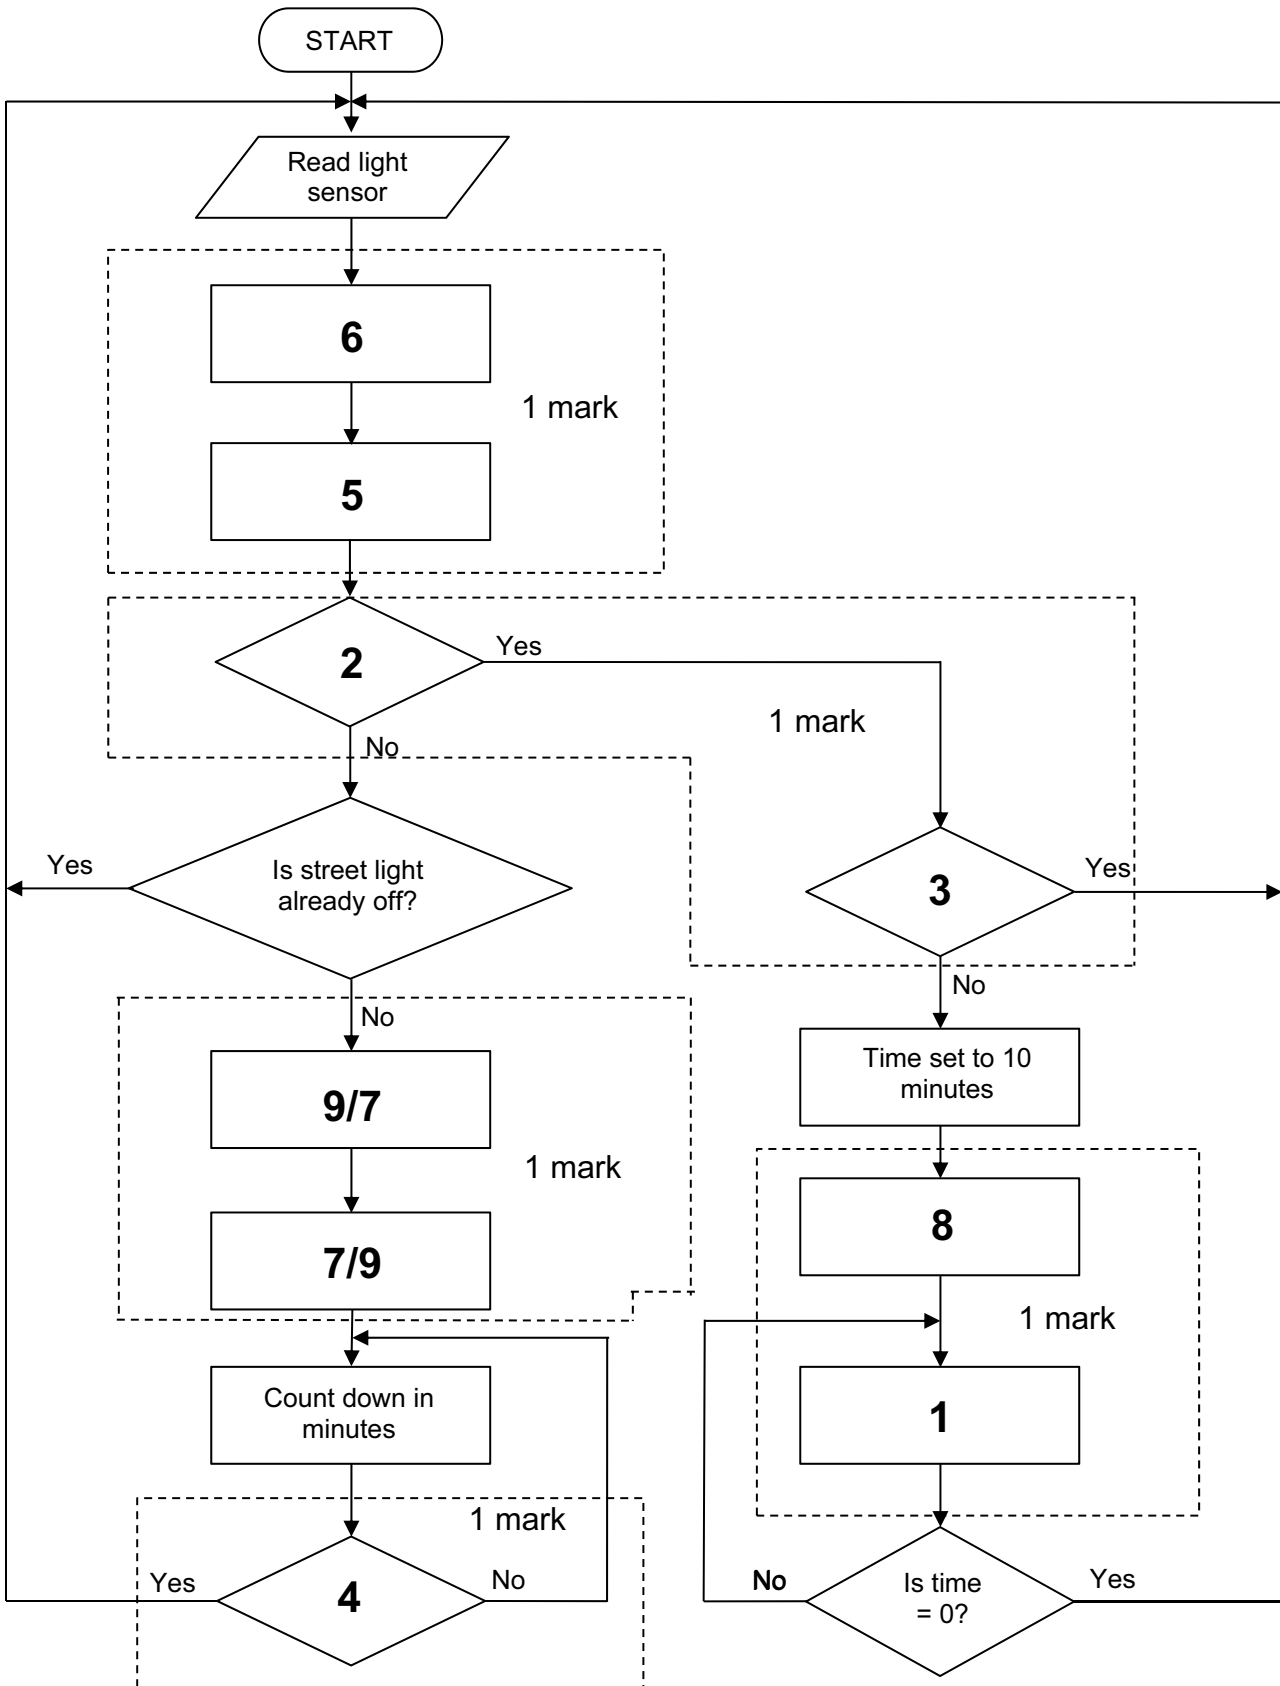 START
Read light
sensor
6
1 mark
5
2
Yes
1 mark
No
Yes
Is street light
already off?
3
Yes
No
No
Time set to 10
minutes
9/7
1 mark
7/9
8
1 mark
Count down in
minutes
1
1 mark
Yes
4
No
No
Is time
= 0?
Yes